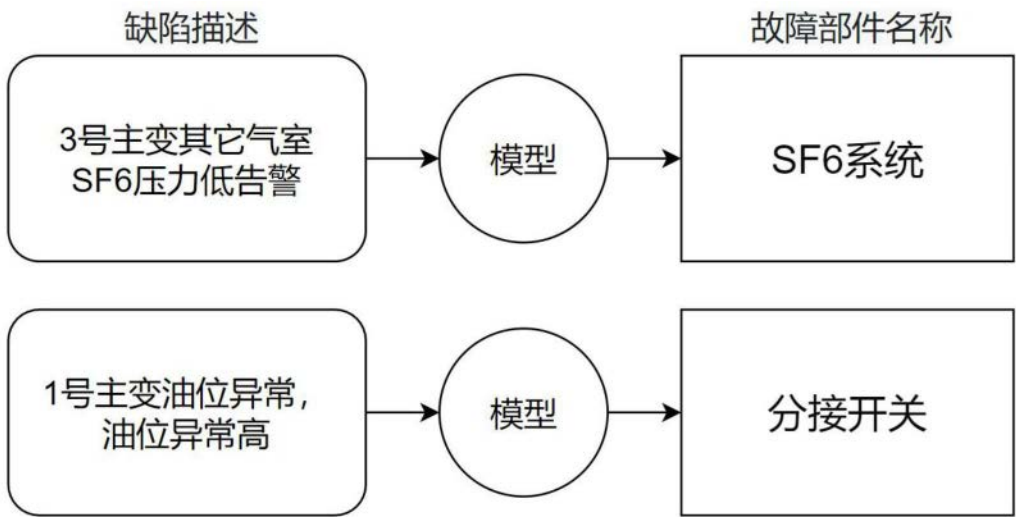 缺陷描述
故障部件名称
3号主变其它气室
SF6压力低告警
模型
SF6系统
1号主变油位异常，
油位异常高
模型
分接开关